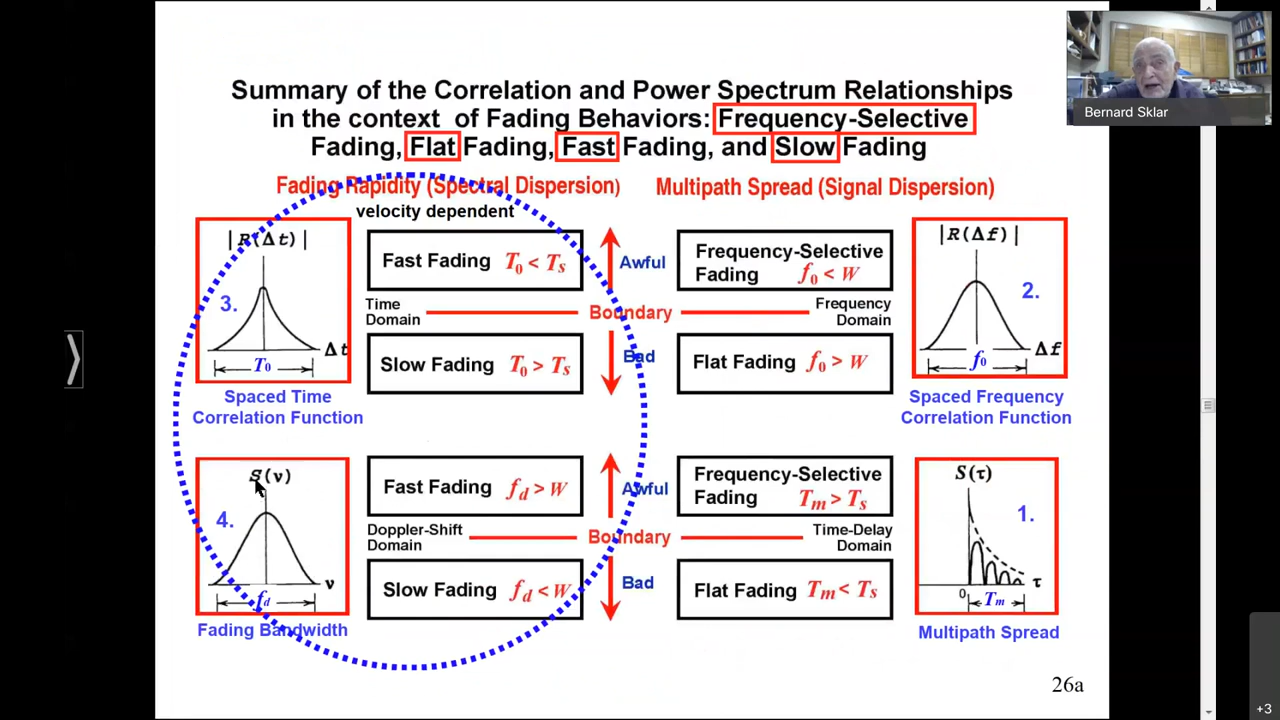 Bernard Sklar
Summary of the Correlation and Power Spectrum Relationships
in the context of Fading Behaviors: Frequency-Selective
Fading, Flat Fading, Fast Fading, and Slow Fading
Fading Rapidity (Spectral Dispersion)
Multipath Spread (Signal Dispersion)
velocity dependent
|R(Δt)|
3.
Δt
T₀
Spaced Time
Correlation Function
Fast Fading T₀ < Tₛ
Time
Domain
Slow Fading T₀ > Tₛ
Awful
Boundary
Bad
Frequency-Selective
Fading f₀ < W
Frequency
Domain
Flat Fading f₀ > W
|R(Δf)|
2.
Δf
f₀
Spaced Frequency
Correlation Function
S(ν)
4.
ν
f_d
Fading Bandwidth
Fast Fading f_d > W
Doppler-Shift
Domain
Slow Fading f_d < W
Awful
Boundary
Bad
Frequency-Selective
Fading Tₘ > Tₛ
Time-Delay
Domain
Flat Fading Tₘ < Tₛ
S(τ)
1.
τ
0
Tₘ
Multipath Spread
26a
+3